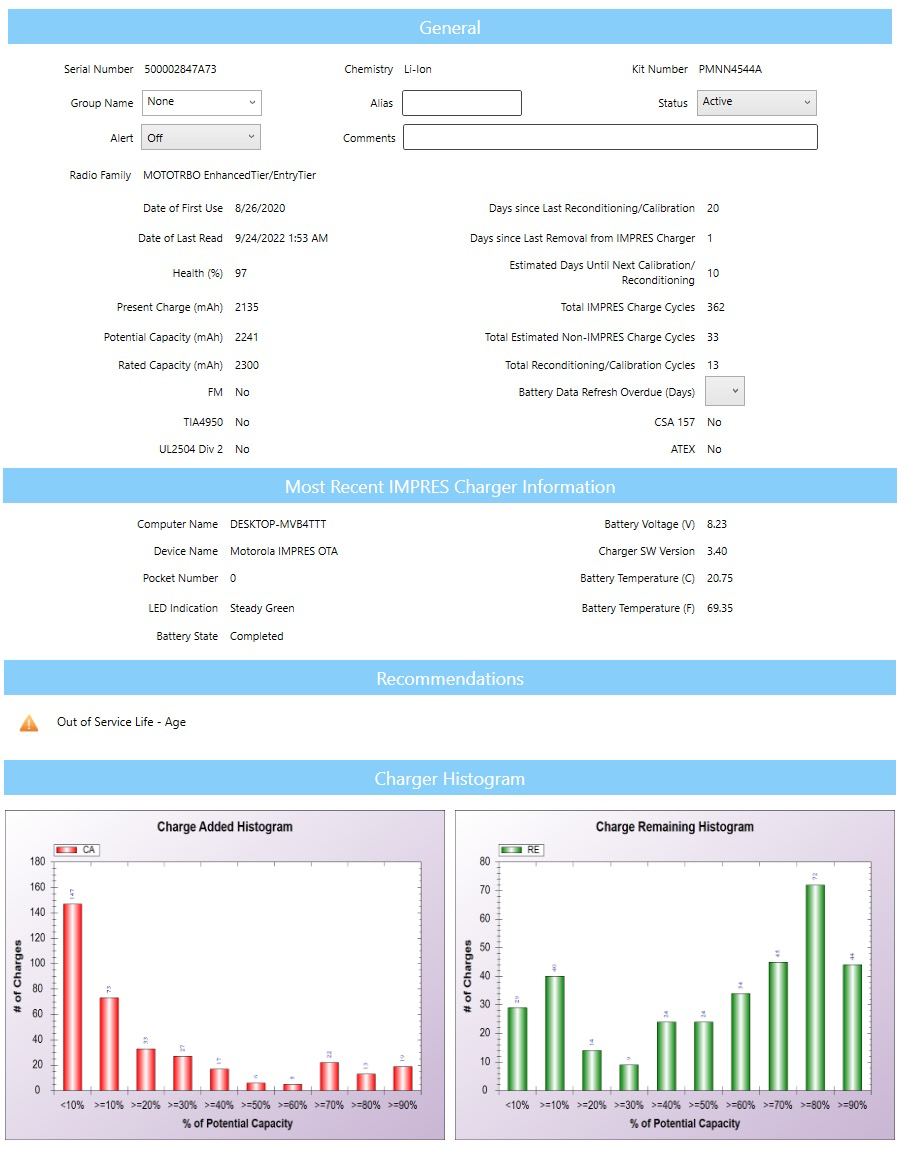 General
Serial Number 500002847A73 Chemistry Li-Ion Kit Number PMNN4544A
Group Name None Alias Status Active
Alert Off Comments
Radio Family MOTOTRBO EnhancedTier/EntryTier
Date of First Use 8/26/2020 Days since Last Reconditioning/Calibration 20
Date of Last Read 9/24/2022 1:53 AM Days since Last Removal from IMPRES Charger 1
Health (%) 97 Estimated Days Until Next Calibration/
Reconditioning 10
Present Charge (mAh) 2135 Total IMPRES Charge Cycles 362
Potential Capacity (mAh) 2241 Total Estimated Non-IMPRES Charge Cycles 33
Rated Capacity (mAh) 2300 Total Reconditioning/Calibration Cycles 13
FM No Battery Data Refresh Overdue (Days)
TIA4950 No CSA 157 No
UL2504 Div 2 No ATEX No
Most Recent IMPRES Charger Information
Computer Name DESKTOP-MVB4TTT Battery Voltage (V) 8.23
Device Name Motorola IMPRES OTA Charger SW Version 3.40
Pocket Number 0 Battery Temperature (C) 20.75
LED Indication Steady Green Battery Temperature (F) 69.35
Battery State Completed
Recommendations
Out of Service Life - Age
Charger Histogram
Charge Added Histogram
CA
# of Charges
180
160
140
120
100
80
60
40
20
0
147
73
33
27
17
6
5
22
13
19
<10% >=10% >=20% >=30% >=40% >=50% >=60% >=70% >=80% >=90%
% of Potential Capacity
Charge Remaining Histogram
RE
# of Charges
80
70
60
50
40
30
20
10
0
29
40
14
9
24
24
34
45
72
44
<10% >=10% >=20% >=30% >=40% >=50% >=60% >=70% >=80% >=90%
% of Potential Capacity